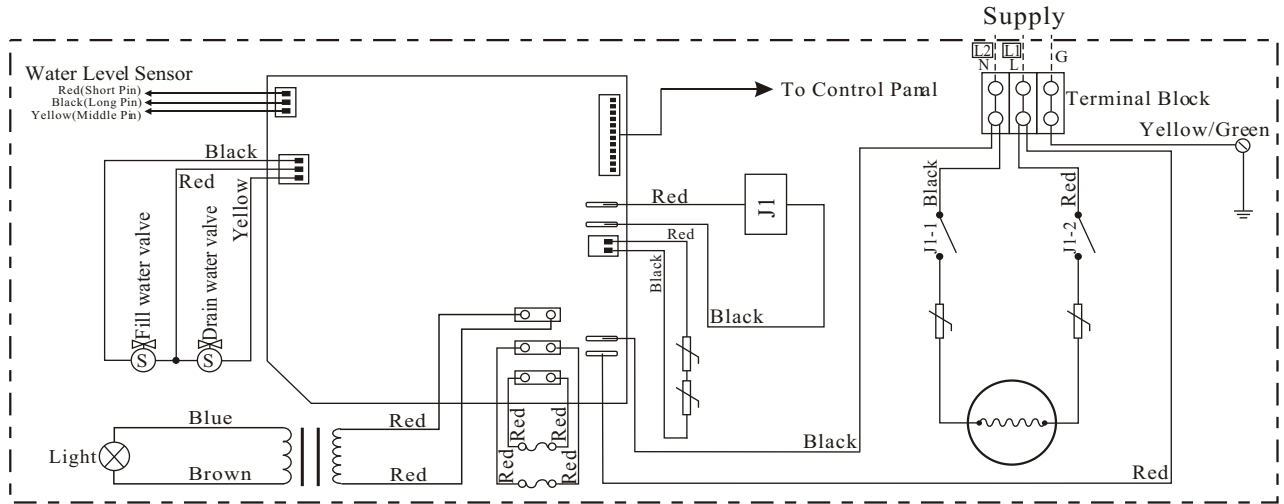 Supply
L2 L1
N L G
Water Level Sensor
Red(Short Pin)
Black(Long Pin)
Yellow(Middle Pin)
To Control Panal
Terminal Block
Yellow/Green
Black
Red
Yellow
Fill water valve
Drain water valve
S
S
Red
J1
Red
Black
Black
Black
Red
J1-1
J1-2
Blue
Brown
Light
Red
Red
Red
Red
Red
Red
Black
Red